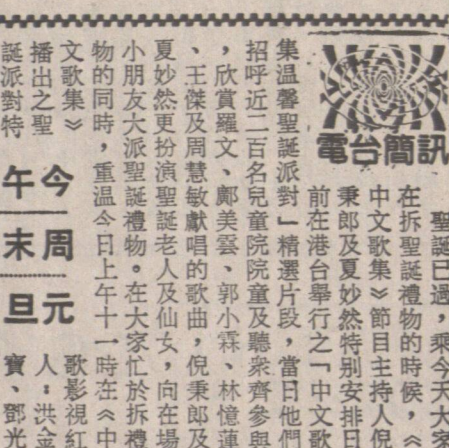 電台簡訊
聖誕已過,乘今天大家
在拆聖誕禮物的時候,《
中文歌集》節目主持人倪
秉郎及夏妙然特別安排日
前在港台舉行之「中文歌
集溫馨聖誕派對」精選片段,當日他們
招呼近二百名兒童院院童及聽衆齊參與
,欣賞羅文、鄺美雲、郭小霖、林憶蓮
、王傑及周慧敏獻唱的歌曲,倪秉郎及
夏妙然更扮演聖誕老人及仙女,向在場
小朋友大派聖誕禮物。在大家忙於拆禮
物的同時,重溫今日上午十一時在《中
文歌集》
播出之聖
誕派對特
今午
周末
元旦
歌影視紅
人:洪金
寶、鄧光